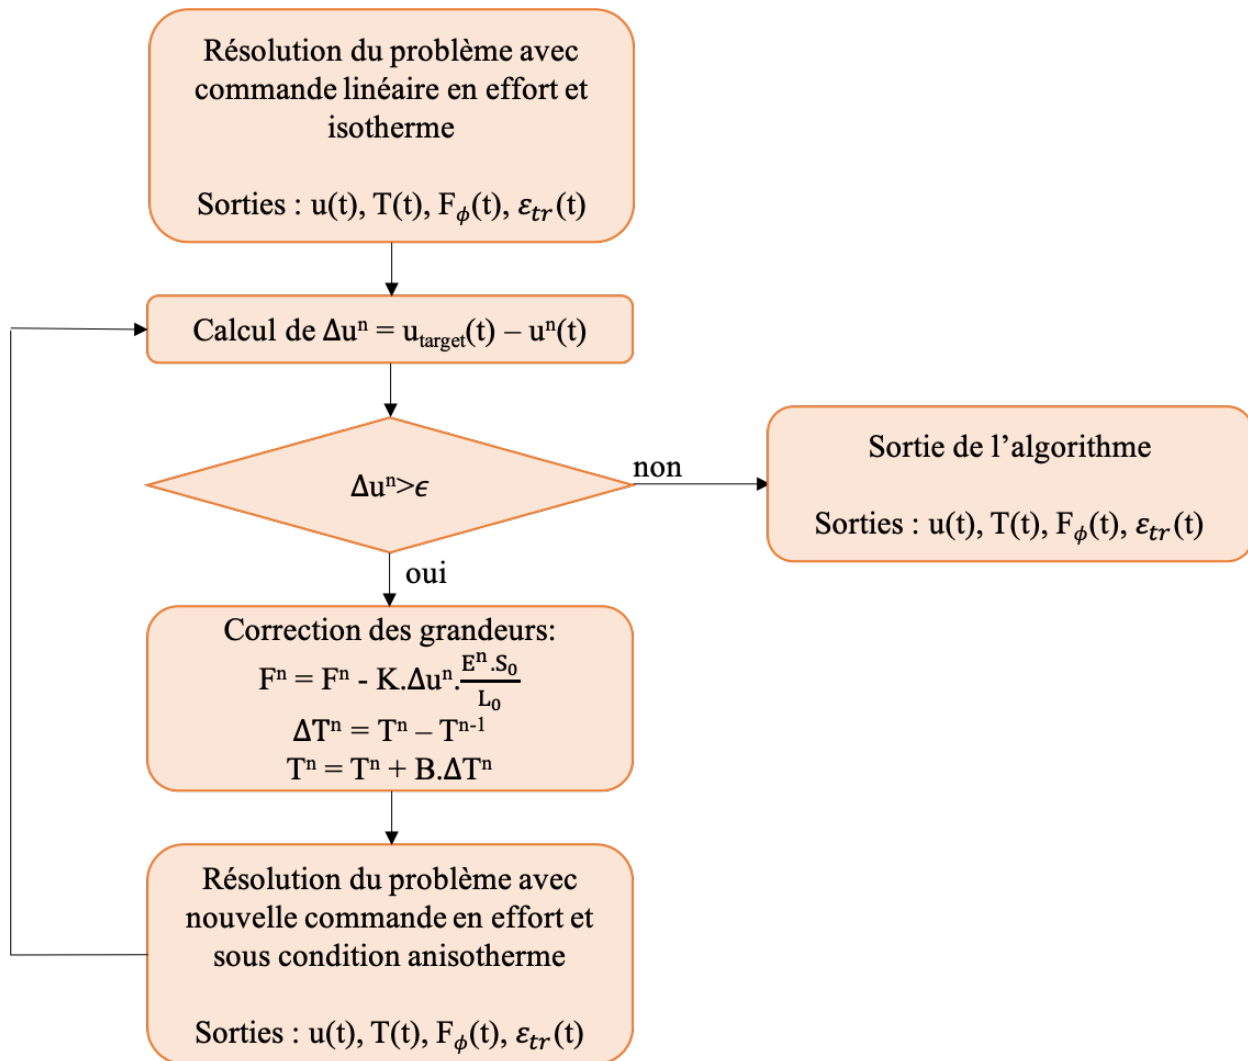 Résolution du problème avec
commande linéaire en effort et
isotherme
Sorties : u(t), T(t), F𝜙(t), 𝜀𝑡𝑟(t)
Calcul de Δuⁿ = utarget(t) – uⁿ(t)
Δuⁿ>𝜖
non
Sortie de l’algorithme
Sorties : u(t), T(t), F𝜙(t), 𝜀𝑡𝑟(t)
oui
Correction des grandeurs:
Fⁿ = Fⁿ - K.Δuⁿ.Eⁿ.S₀/L₀
ΔTⁿ = Tⁿ – Tⁿ⁻¹
Tⁿ = Tⁿ + B.ΔTⁿ
Résolution du problème avec
nouvelle commande en effort et
sous condition anisotherme
Sorties : u(t), T(t), F𝜙(t), 𝜀𝑡𝑟(t)